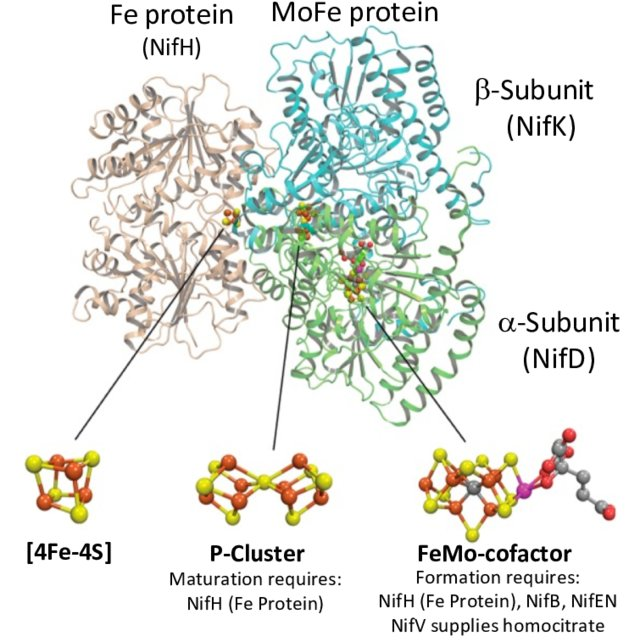 Fe protein
(NifH)
MoFe protein
β-Subunit
(NifK)
α-Subunit
(NifD)
[4Fe-4S]
P-Cluster
Maturation requires:
NifH (Fe Protein)
FeMo-cofactor
Formation requires:
NifH (Fe Protein), NifB, NifEN
NifV supplies homocitrate